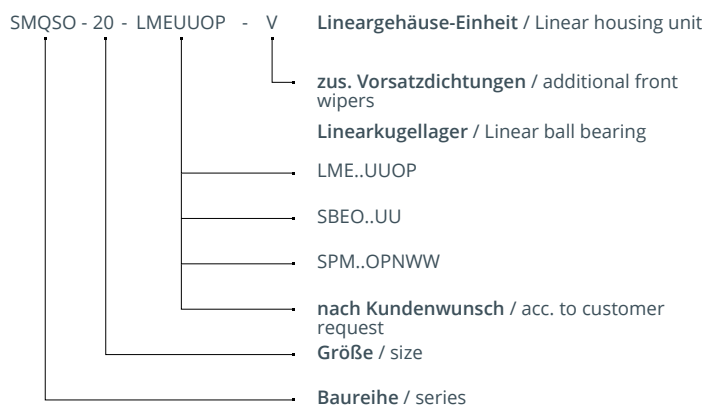 SMQSO - 20 - LMEUUOP - V Lineargehäuse-Einheit / Linear housing unit
zus. Vorsatzdichtungen / additional front
wipers
Linearkugellager / Linear ball bearing
LME..UUOP
SBEO..UU
SPM..OPNWW
nach Kundenwunsch / acc. to customer
request
Größe / size
Baureihe / series